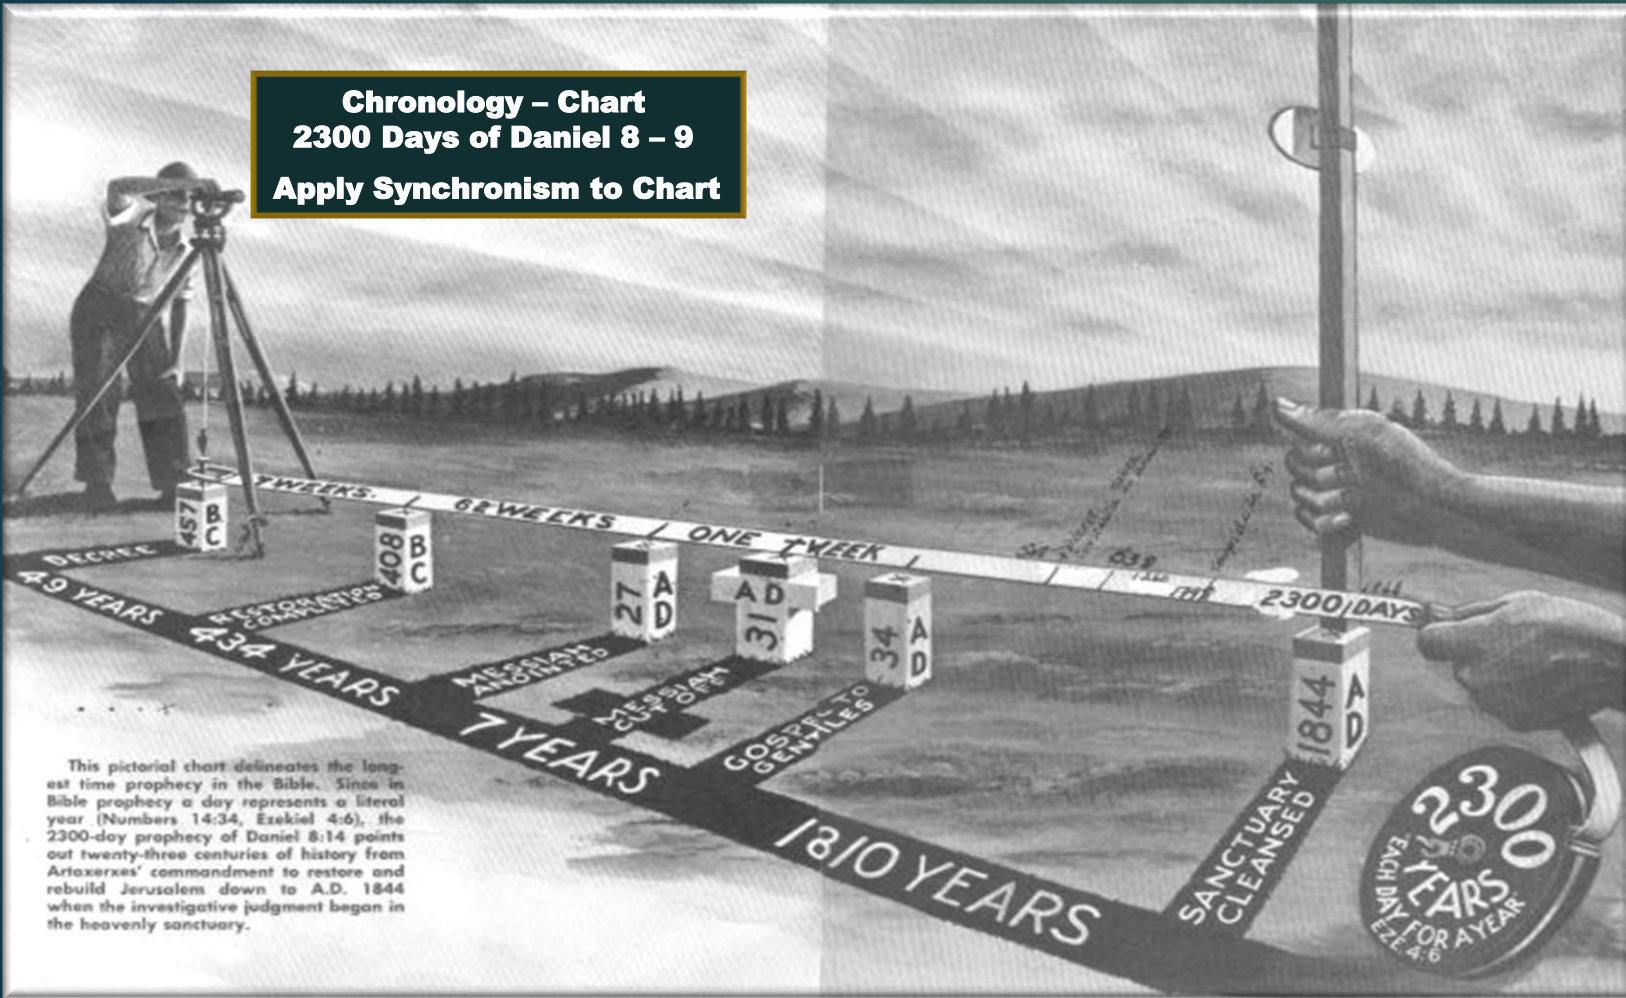 Chronology – Chart
2300 Days of Daniel 8 – 9
Apply Synchronism to Chart
7 WEEKS.
62 WEEKS
ONE WEEK
538
1798
2300 DAYS
457
BC
408
BC
27
AD
AD
31
34
AD
1844
AD
DECREE
RESTORATION
COMPLETED
MESSIAH
ANOINTED
MESSIAH
CUT OFF
GOSPEL TO
GENTILES
SANCTUARY
CLEANSED
49 YEARS
434 YEARS
7 YEARS
1810 YEARS
2300
YEARS
"EACH DAY FOR A YEAR"
EZE. 4:6
This pictorial chart delineates the long-
est time prophecy in the Bible. Since in
Bible prophecy a day represents a literal
year (Numbers 14:34, Ezekiel 4:6), the
2300-day prophecy of Daniel 8:14 points
out twenty-three centuries of history from
Artaxerxes' commandment to restore and
rebuild Jerusalem down to A.D. 1844
when the investigative judgment began in
the heavenly sanctuary.